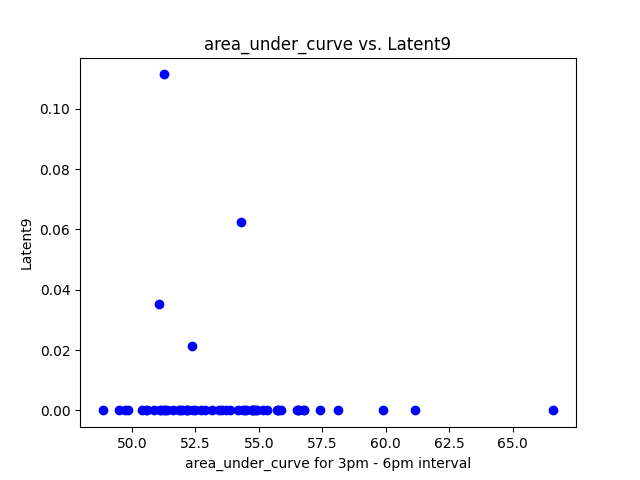 area_under_curve vs. Latent9
0.10
0.08
0.06
0.04
0.02
0.00
Latent9
50.0 52.5 55.0 57.5 60.0 62.5 65.0
area_under_curve for 3pm - 6pm interval